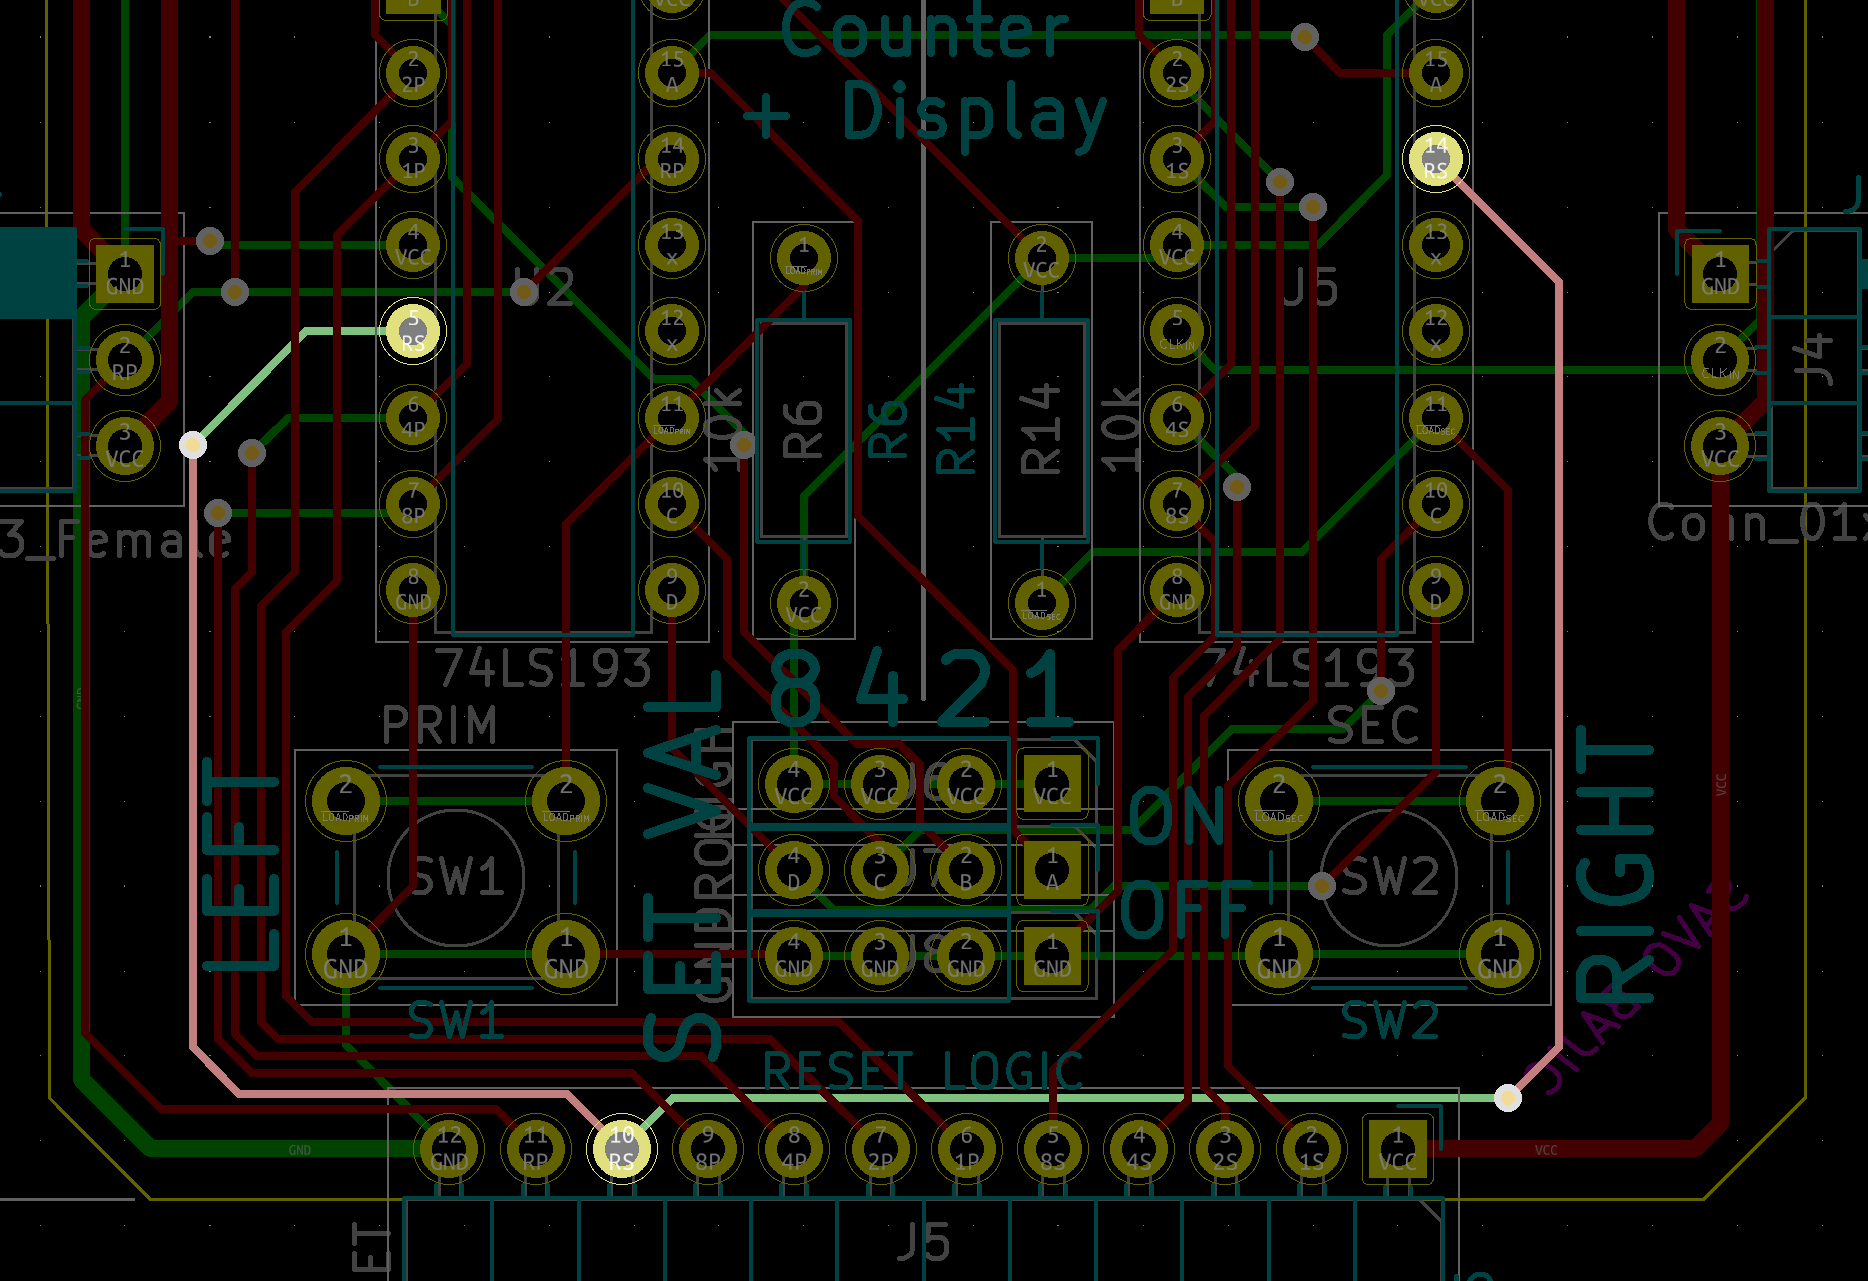 Counter
+ Display
2
2P
3
1P
4
VCC
5
RS
6
4P
7
8P
8
GND
15
A
14
RP
13
x
12
x
11
LOADPRIM
10
C
9
D
U2
74LS193
PRIM
2
2S
3
1S
4
VCC
5
CLKIN
6
4S
7
8S
8
GND
VCC
15
A
14
RS
13
x
12
x
11
LOADSEC
10
C
9
D
J5
74LS193
SEC
1
GND
2
RP
3
VCC
3_Female
1
GND
2
CLKIN
3
VCC
J4
Conn_01x
LOADPRIM
2
VCC
10k
R6
R6
2
VCC
1
LOADSEC
R14
R14
10k
8 4 2 1
SET VAL
LEFT
RIGHT
ON
OFF
2
LOADPRIM
2
LOADPRIM
SW1
1
GND
1
GND
SW1
4
VCC
3
VCC
2
VCC
1
VCC
J6
4
D
3
C
2
B
1
A
J7
4
GND
3
GND
2
GND
1
GND
J8
2
LOADSEC
2
LOADSEC
SW2
1
GND
1
GND
SW2
RESET LOGIC
12
GND
11
RP
10
RS
9
8P
8
4P
7
2P
6
1P
5
8S
4
4S
3
2S
2
1S
1
VCC
J5
GND
GND
VCC
VCC